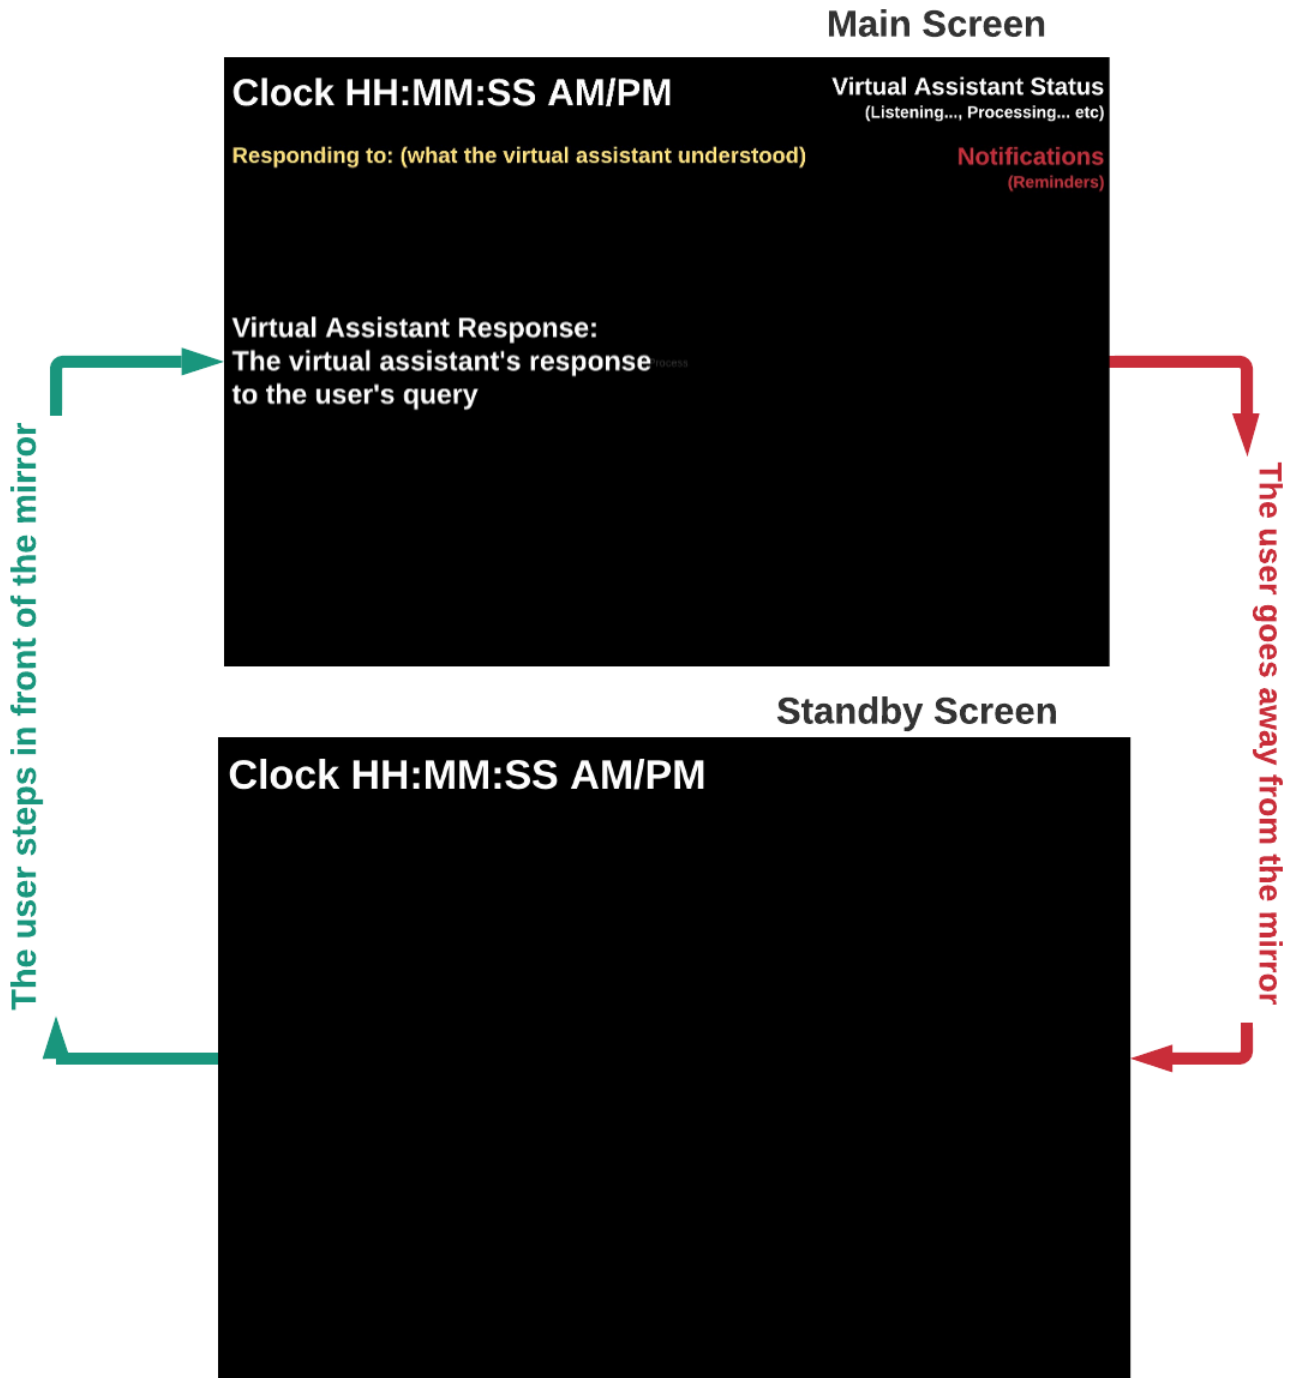 Main Screen
Clock HH:MM:SS AM/PM
Virtual Assistant Status
(Listening..., Processing... etc)
Responding to: (what the virtual assistant understood)
Notifications
(Reminders)
Virtual Assistant Response:
The virtual assistant's response
Process
to the user's query
The user steps in front of the mirror
The user goes away from the mirror
Standby Screen
Clock HH:MM:SS AM/PM